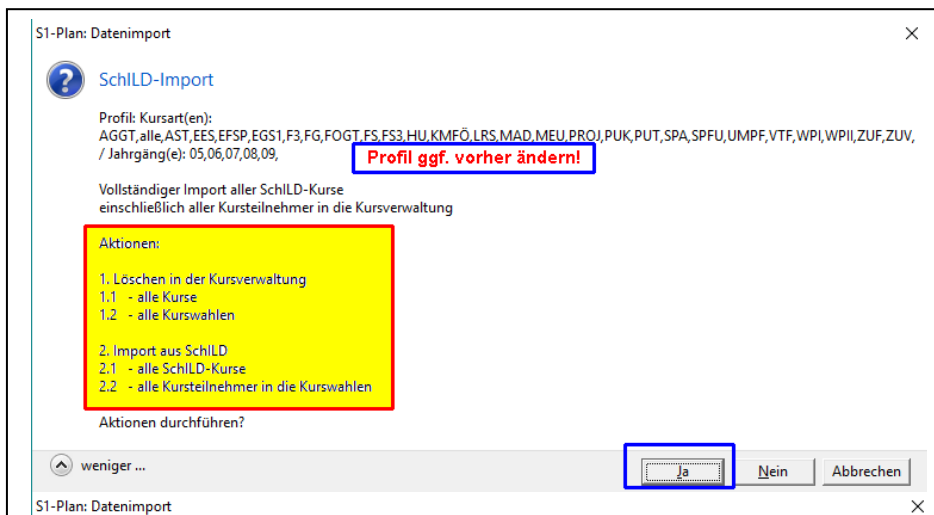 S1-Plan: Datenimport
SchILD-Import
Profil: Kursart(en):
AGGT,alle,AST,EES,EFSP,EGS1,F3,FG,FOGT,FS,FS3,HU,KMFÖ,LRS,MAD,MEU,PROJ,PUK,PUT,SPA,SPFU,UMPF,VTF,WPI,WPII,ZUF,ZUV,
/ Jahrgäng(e): 05,06,07,08,09,
Profil ggf. vorher ändern!
Vollständiger Import aller SchILD-Kurse
einschließlich aller Kursteilnehmer in die Kursverwaltung
Aktionen:
1. Löschen in der Kursverwaltung
1.1 - alle Kurse
1.2 - alle Kurswahlen
2. Import aus SchILD
2.1 - alle SchILD-Kurse
2.2 - alle Kursteilnehmer in die Kurswahlen
Aktionen durchführen?
weniger ...
Ja
Nein
Abbrechen
S1-Plan: Datenimport